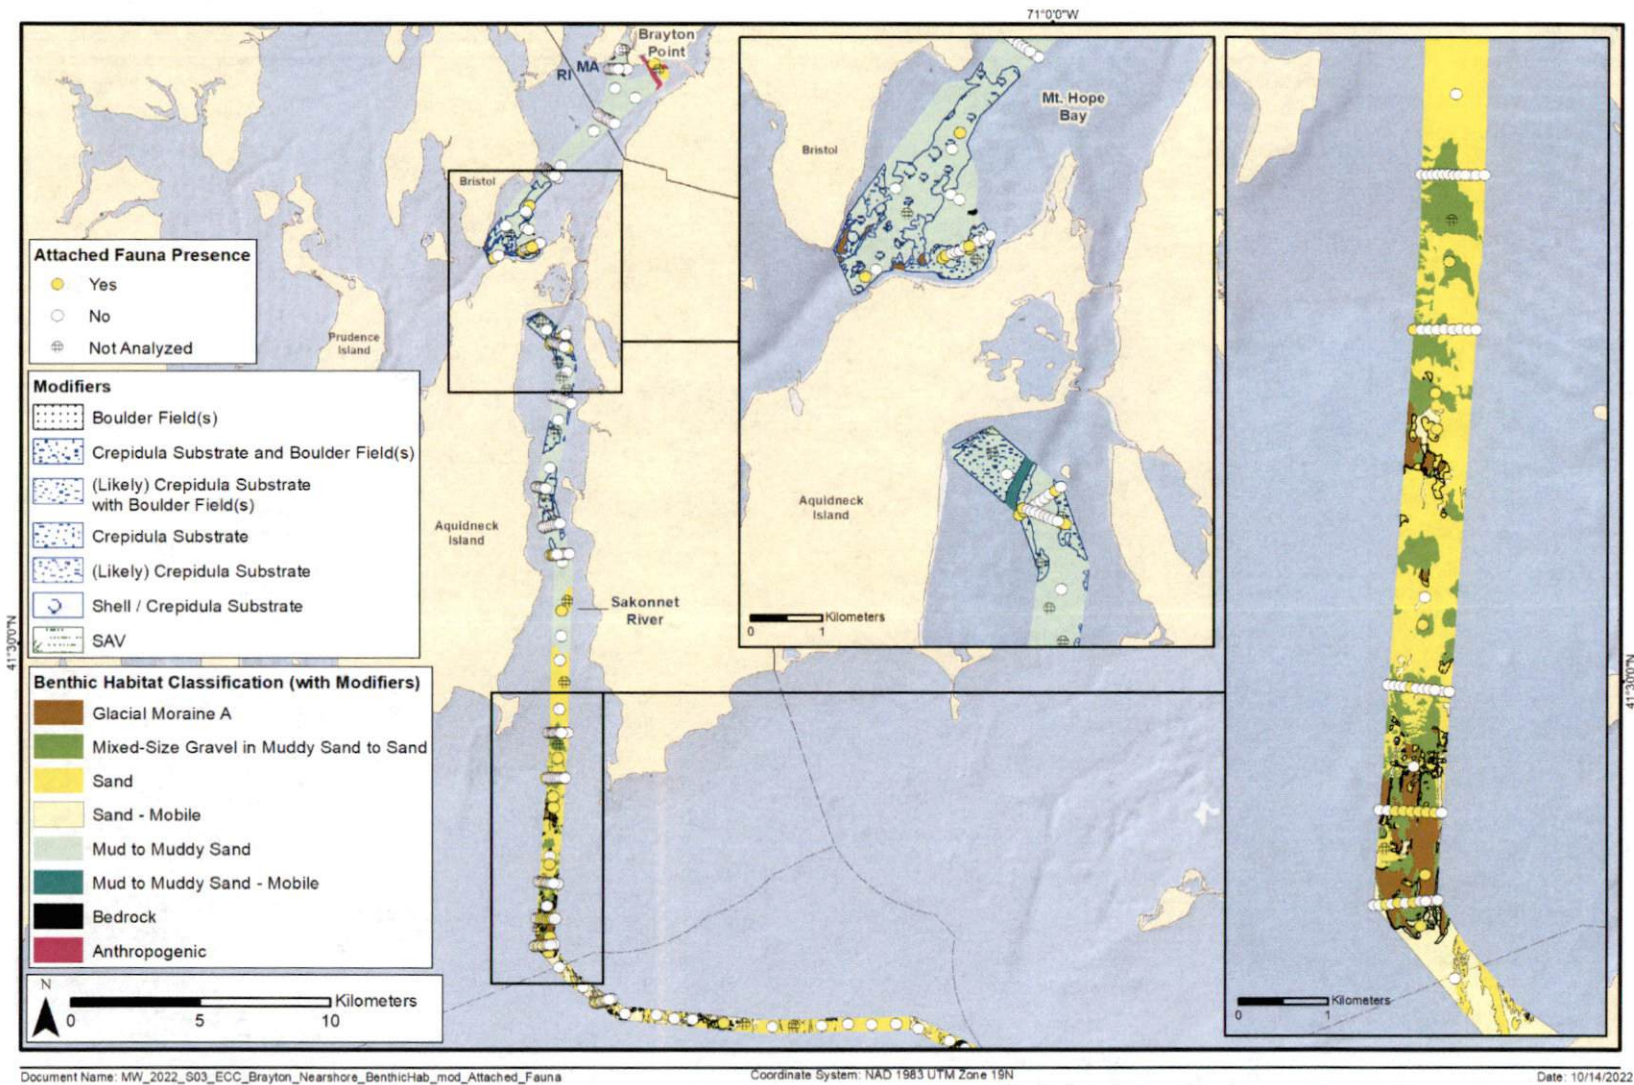 71°0'0"W
Brayton
Point
MA
RI
Bristol
Prudence
Island
Aquidneck
Island
Sakonnet
River
Mt. Hope
Bay
Bristol
Aquidneck
Island
Kilometers
0 1
Kilometers
0 1
41°30'0"N
41°30'0"N
Attached Fauna Presence
Yes
No
Not Analyzed
Modifiers
Boulder Field(s)
Crepidula Substrate and Boulder Field(s)
(Likely) Crepidula Substrate
with Boulder Field(s)
Crepidula Substrate
(Likely) Crepidula Substrate
Shell / Crepidula Substrate
SAV
Benthic Habitat Classification (with Modifiers)
Glacial Moraine A
Mixed-Size Gravel in Muddy Sand to Sand
Sand
Sand - Mobile
Mud to Muddy Sand
Mud to Muddy Sand - Mobile
Bedrock
Anthropogenic
N
Kilometers
0 5 10
Document Name: MW_2022_S03_ECC_Brayton_Nearshore_BenthicHab_mod_Attached_Fauna
Coordinate System: NAD 1983 UTM Zone 19N
Date: 10/14/2022